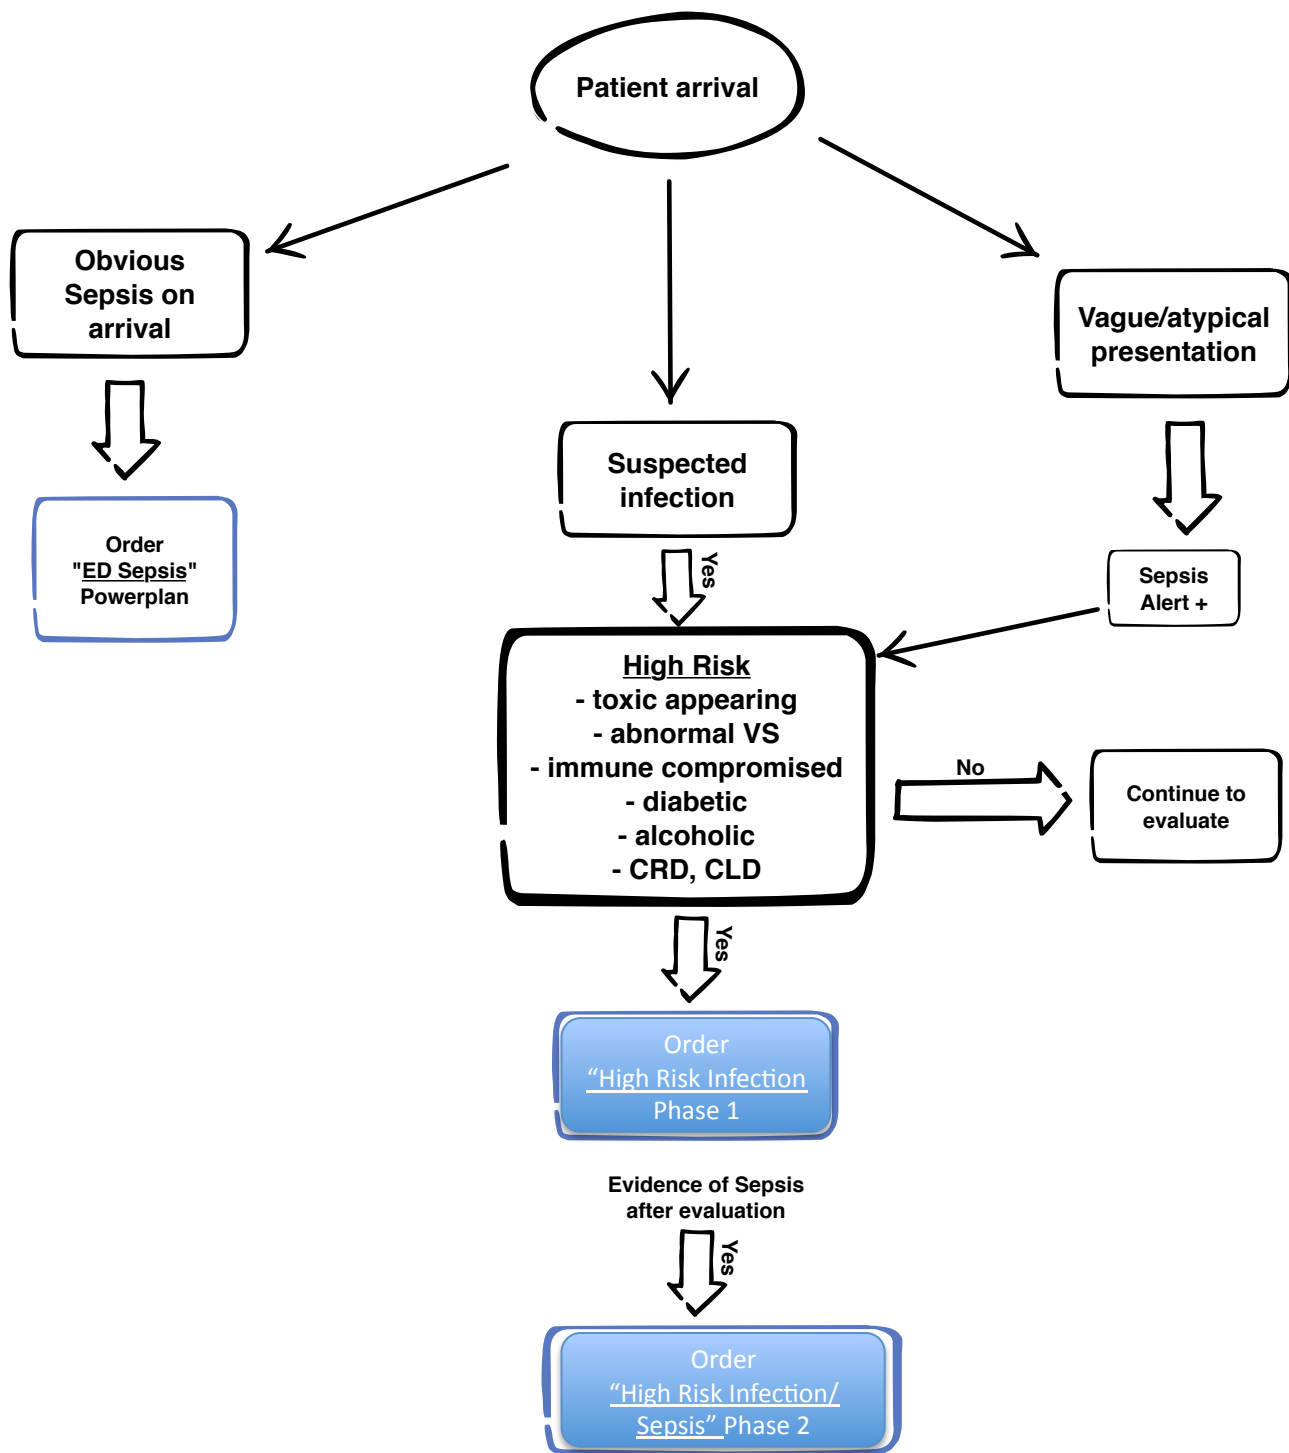 Patient arrival
Obvious
Sepsis on
arrival
Vague/atypical
presentation
Suspected
infection
Order
"ED Sepsis"
Powerplan
Yes
Sepsis
Alert +
High Risk
- toxic appearing
- abnormal VS
- immune compromised
- diabetic
- alcoholic
- CRD, CLD
No
Continue to
evaluate
Yes
Order
“High Risk Infection
Phase 1
Evidence of Sepsis
after evaluation
Yes
Order
“High Risk Infection/
Sepsis” Phase 2